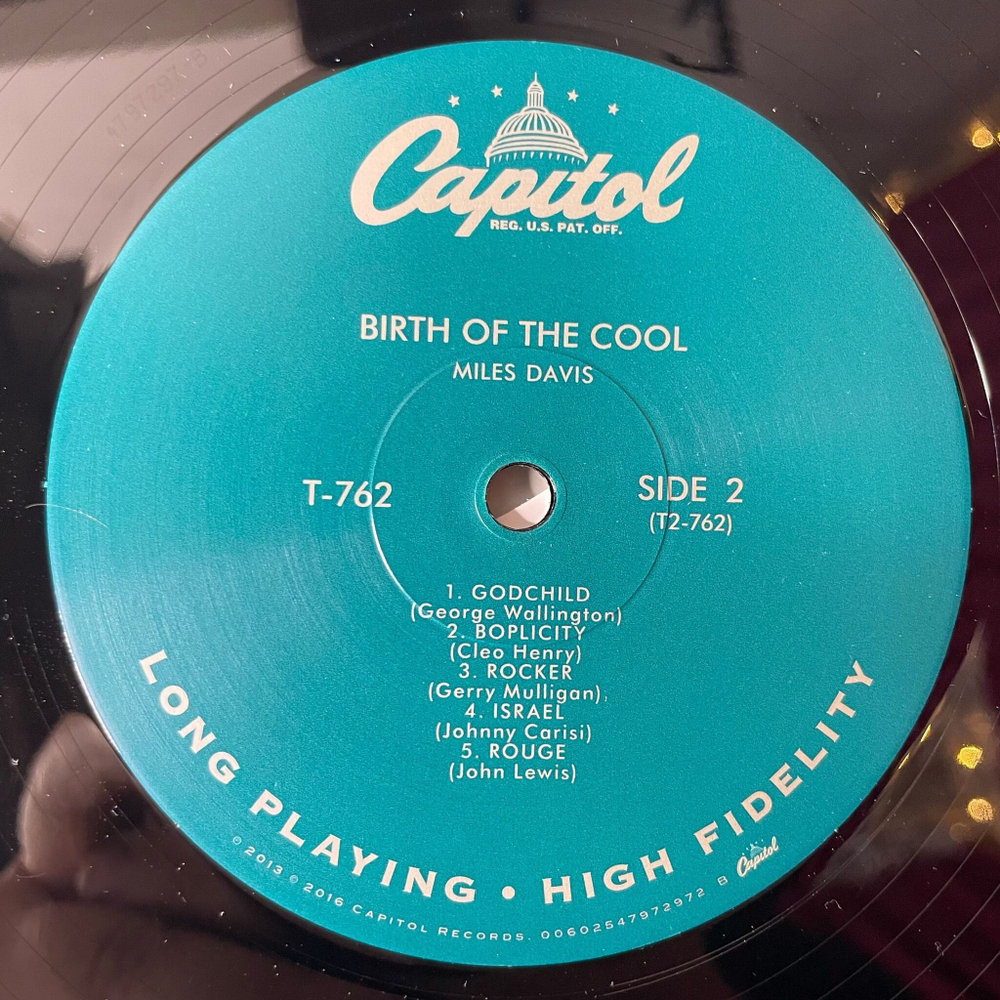 Capitol
REG. U.S. PAT. OFF.
BIRTH OF THE COOL
MILES DAVIS
T-762
SIDE 2
(T2-762)
1. GODCHILD
(George Wallington)
2. BOPLICITY
(Cleo Henry)
3. ROCKER
(Gerry Mulligan)
4. ISRAEL
(Johnny Carisi)
5. ROUGE
(John Lewis)
LONG PLAYING • HIGH FIDELITY
2013 © 2016 CAPITOL RECORDS. 00602547972972 B Capitol